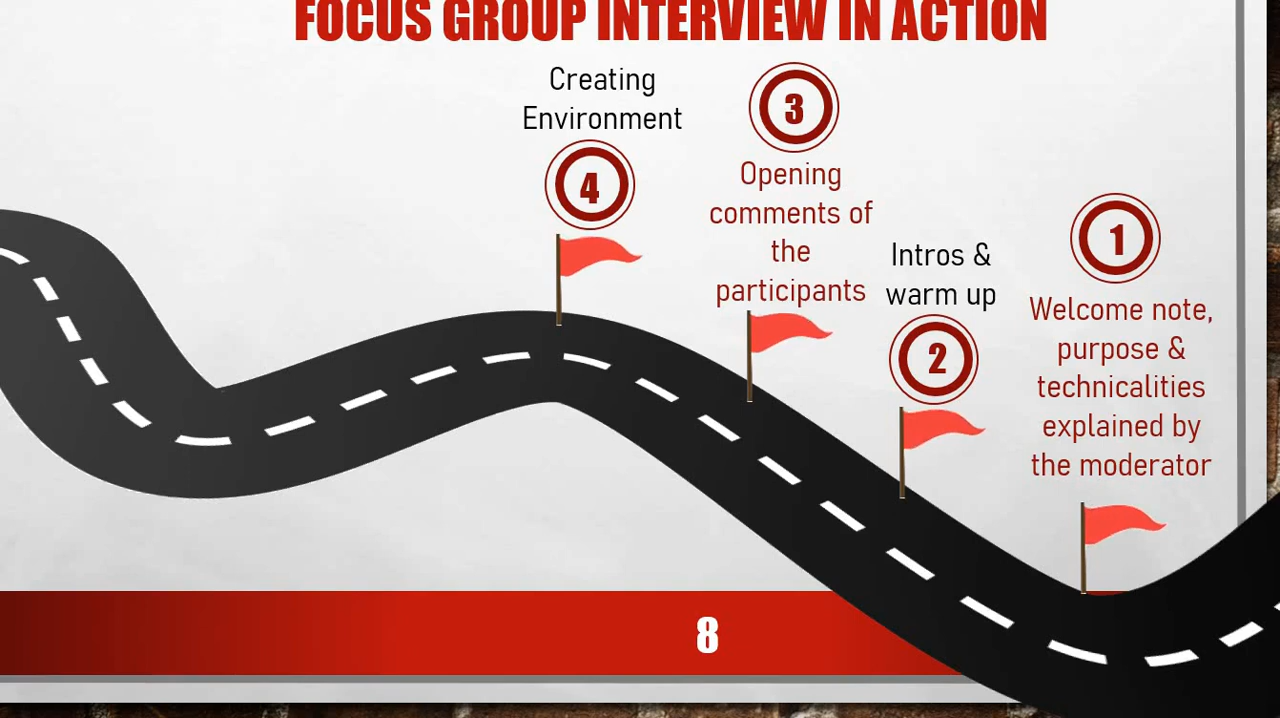 FOCUS GROUP INTERVIEW IN ACTION
Creating
Environment
4
3
Opening
comments of
the
participants
Intros &
warm up
2
1
Welcome note,
purpose &
technicalities
explained by
the moderator
8